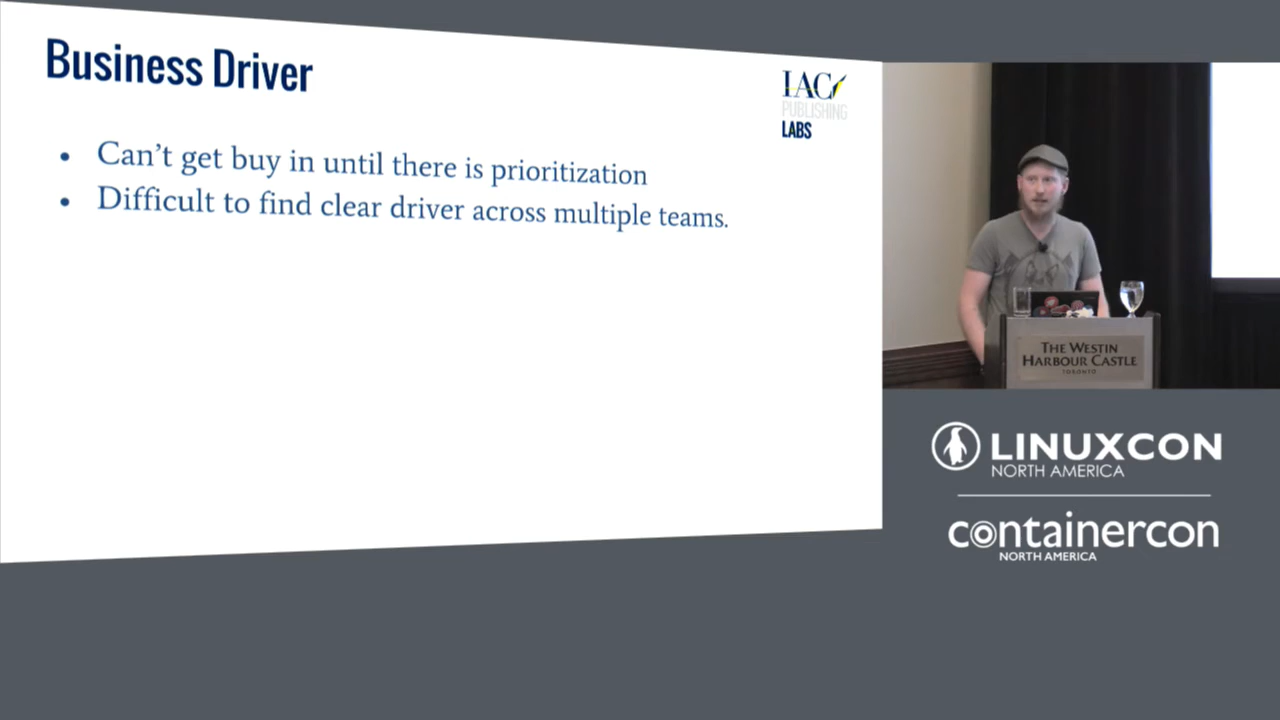 Business Driver
IAC
PUBLISHING
LABS
• Can’t get buy in until there is prioritization
• Difficult to find clear driver across multiple teams.
THE WESTIN
HARBOUR CASTLE
TORONTO
LINUXCON
NORTH AMERICA
containercon
NORTH AMERICA